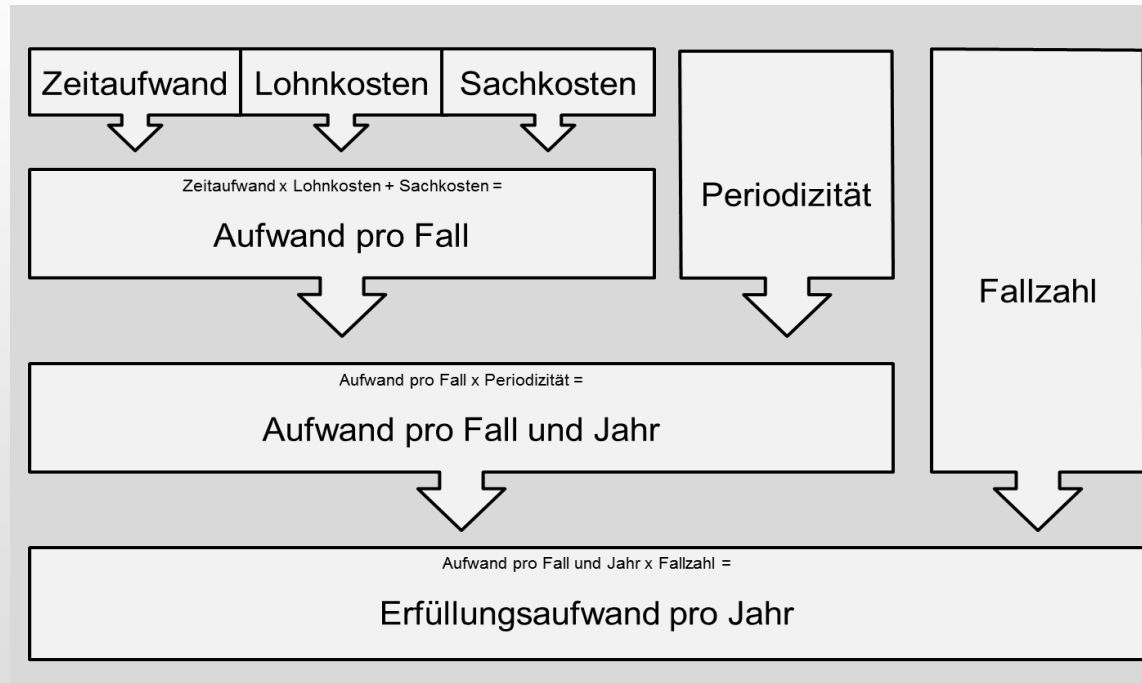 Zeitaufwand
Lohnkosten
Sachkosten
Zeitaufwand x Lohnkosten + Sachkosten =
Aufwand pro Fall
Periodizität
Fallzahl
Aufwand pro Fall x Periodizität =
Aufwand pro Fall und Jahr
Aufwand pro Fall und Jahr x Fallzahl =
Erfüllungsaufwand pro Jahr